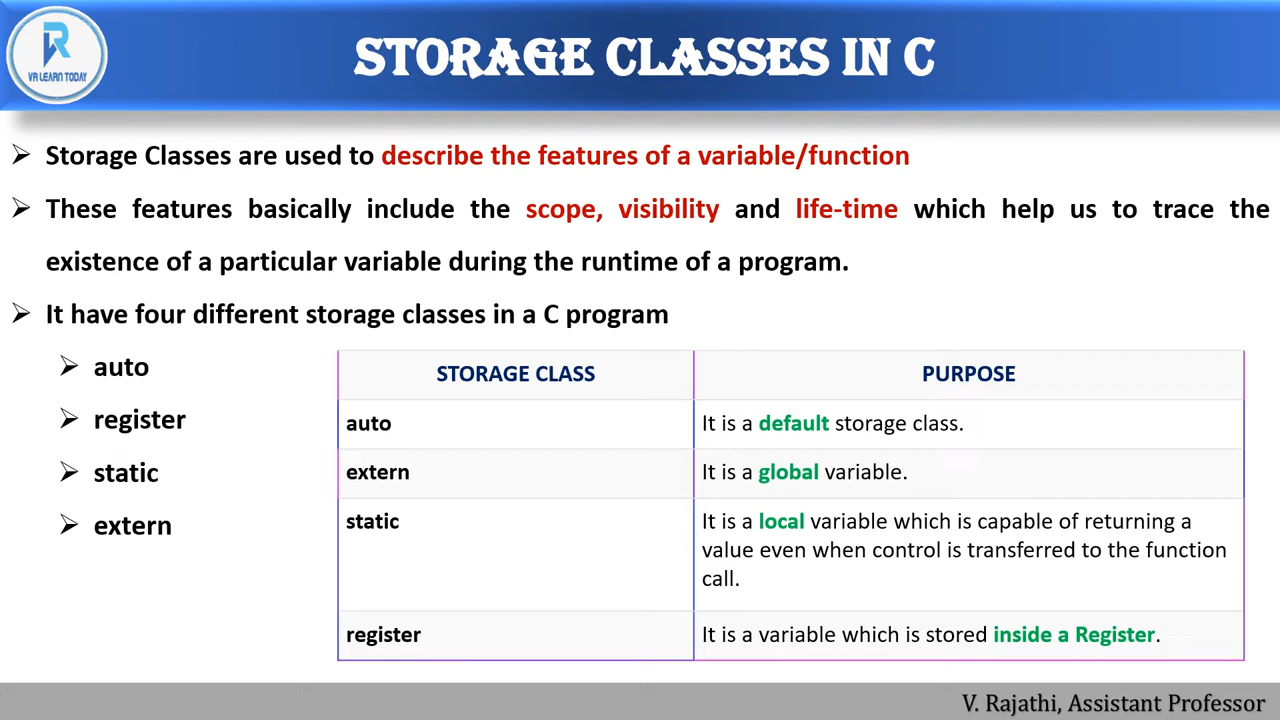 VR LEARN TODAY
STORAGE CLASSES IN C
Storage Classes are used to describe the features of a variable/function
These features basically include the scope, visibility and life-time which help us to trace the
existence of a particular variable during the runtime of a program.
It have four different storage classes in a C program
auto
register
static
extern
STORAGE CLASS PURPOSE
auto It is a default storage class.
extern It is a global variable.
static It is a local variable which is capable of returning a
value even when control is transferred to the function
call.
register It is a variable which is stored inside a Register.
V. Rajathi, Assistant Professor